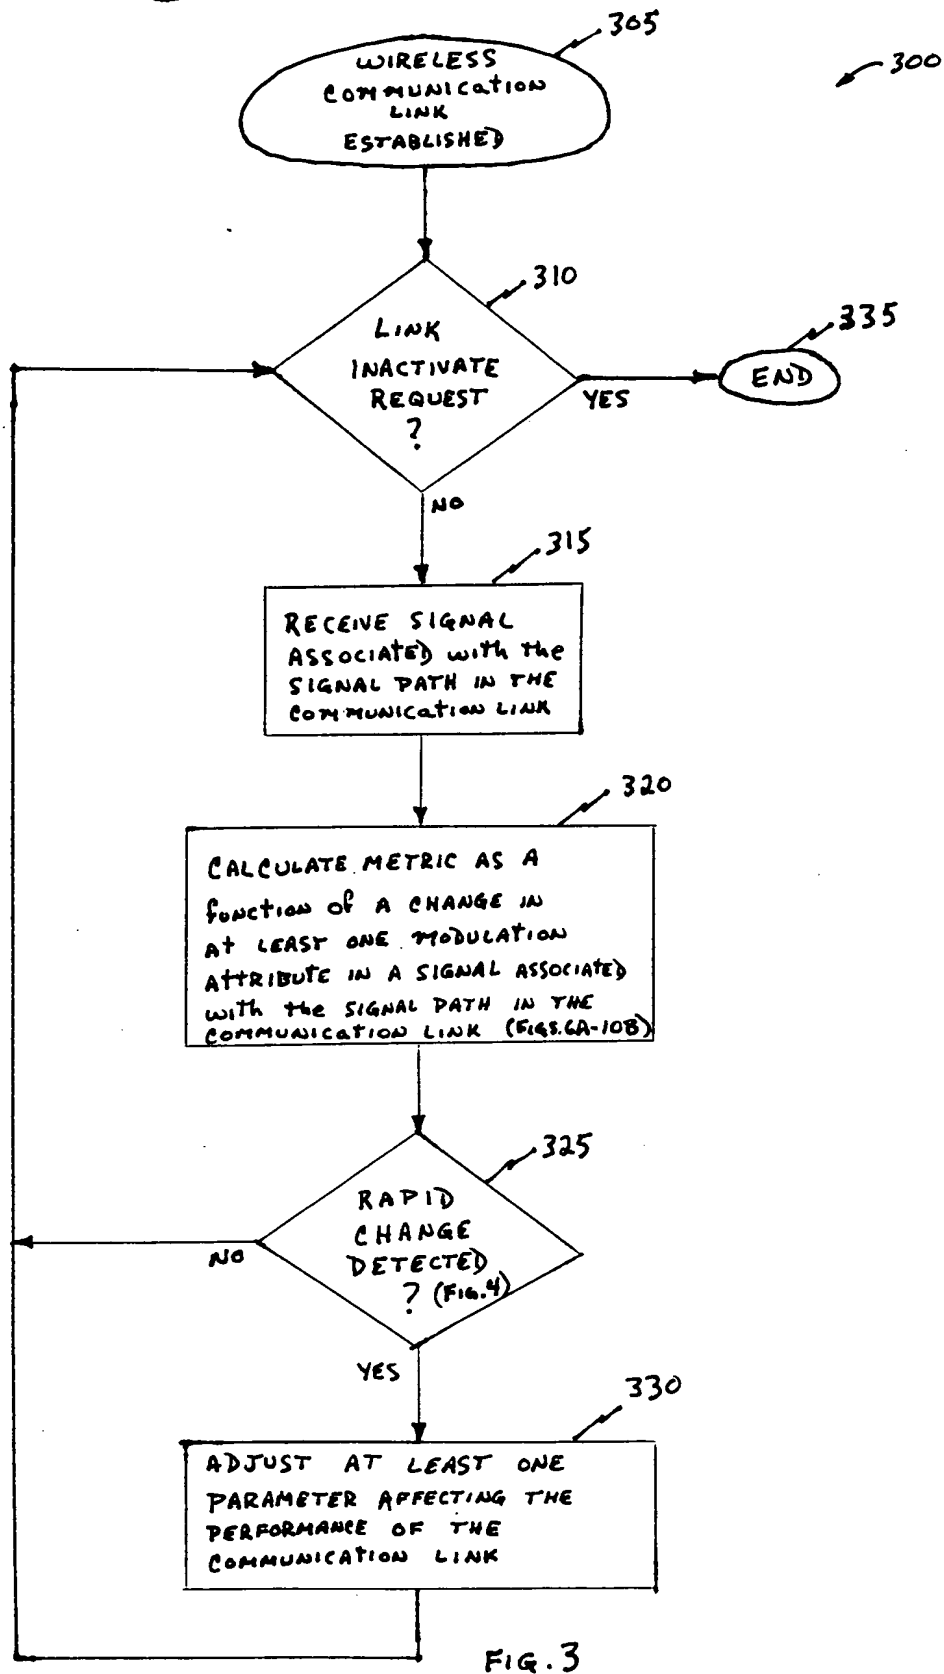 305
300
WIRELESS
COMMUNICATION
LINK
ESTABLISHED
310
LINK
INACTIVATE
REQUEST
?
335
END
YES
NO
315
RECEIVE SIGNAL
ASSOCIATED with the
SIGNAL PATH IN THE
COMMUNICATION LINK
320
CALCULATE METRIC AS A
function of A CHANGE IN
At LEAST ONE MODULATION
ATTRIBUTE IN A SIGNAL ASSOCIATED
with the SIGNAL PATH IN THE
COMMUNICATION LINK (FIGS.6A-10B)
325
RAPID
CHANGE
DETECTED
? (FIG.4)
NO
YES
330
ADJUST AT LEAST ONE
PARAMETER AFFECTING THE
PERFORMANCE OF THE
COMMUNICATION LINK
FIG.3